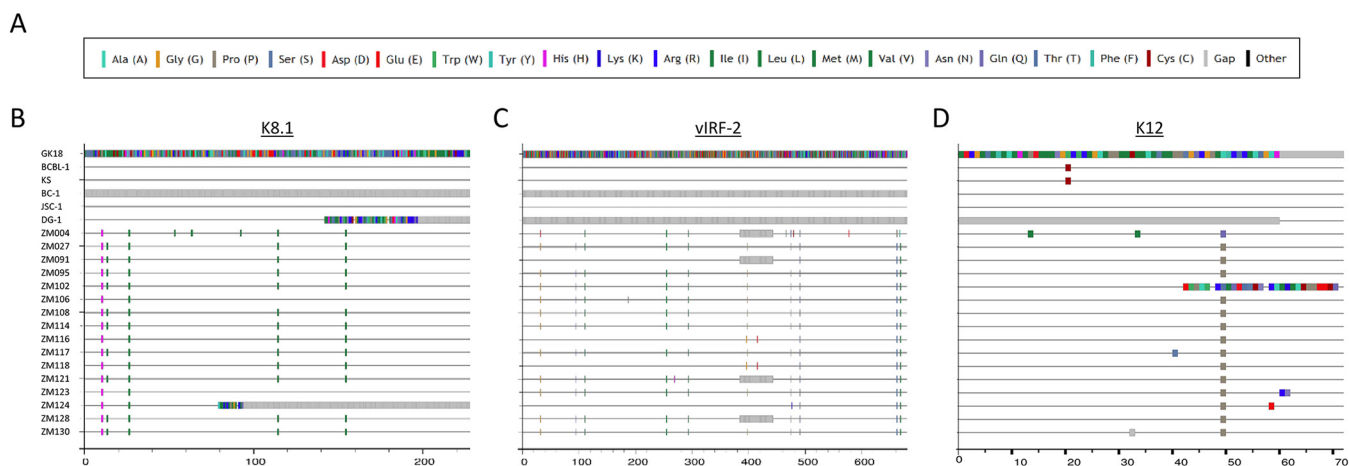 A
Ala (A) Gly (G) Pro (P) Ser (S) Asp (D) Glu (E) Trp (W) Tyr (Y) His (H) Lys (K) Arg (R) Ile (I) Leu (L) Met (M) Val (V) Asn (N) Gln (Q) Thr (T) Phe (F) Cys (C) Gap Other
B K8.1 C vIRF-2 D K12
GK18
BCBL-1
KS
BC-1
JSC-1
DG-1
ZM004
ZM027
ZM091
ZM095
ZM102
ZM106
ZM108
ZM114
ZM116
ZM117
ZM118
ZM121
ZM123
ZM124
ZM128
ZM130
0 100 200 0 100 200 300 400 500 600 0 10 20 30 40 50 60 70